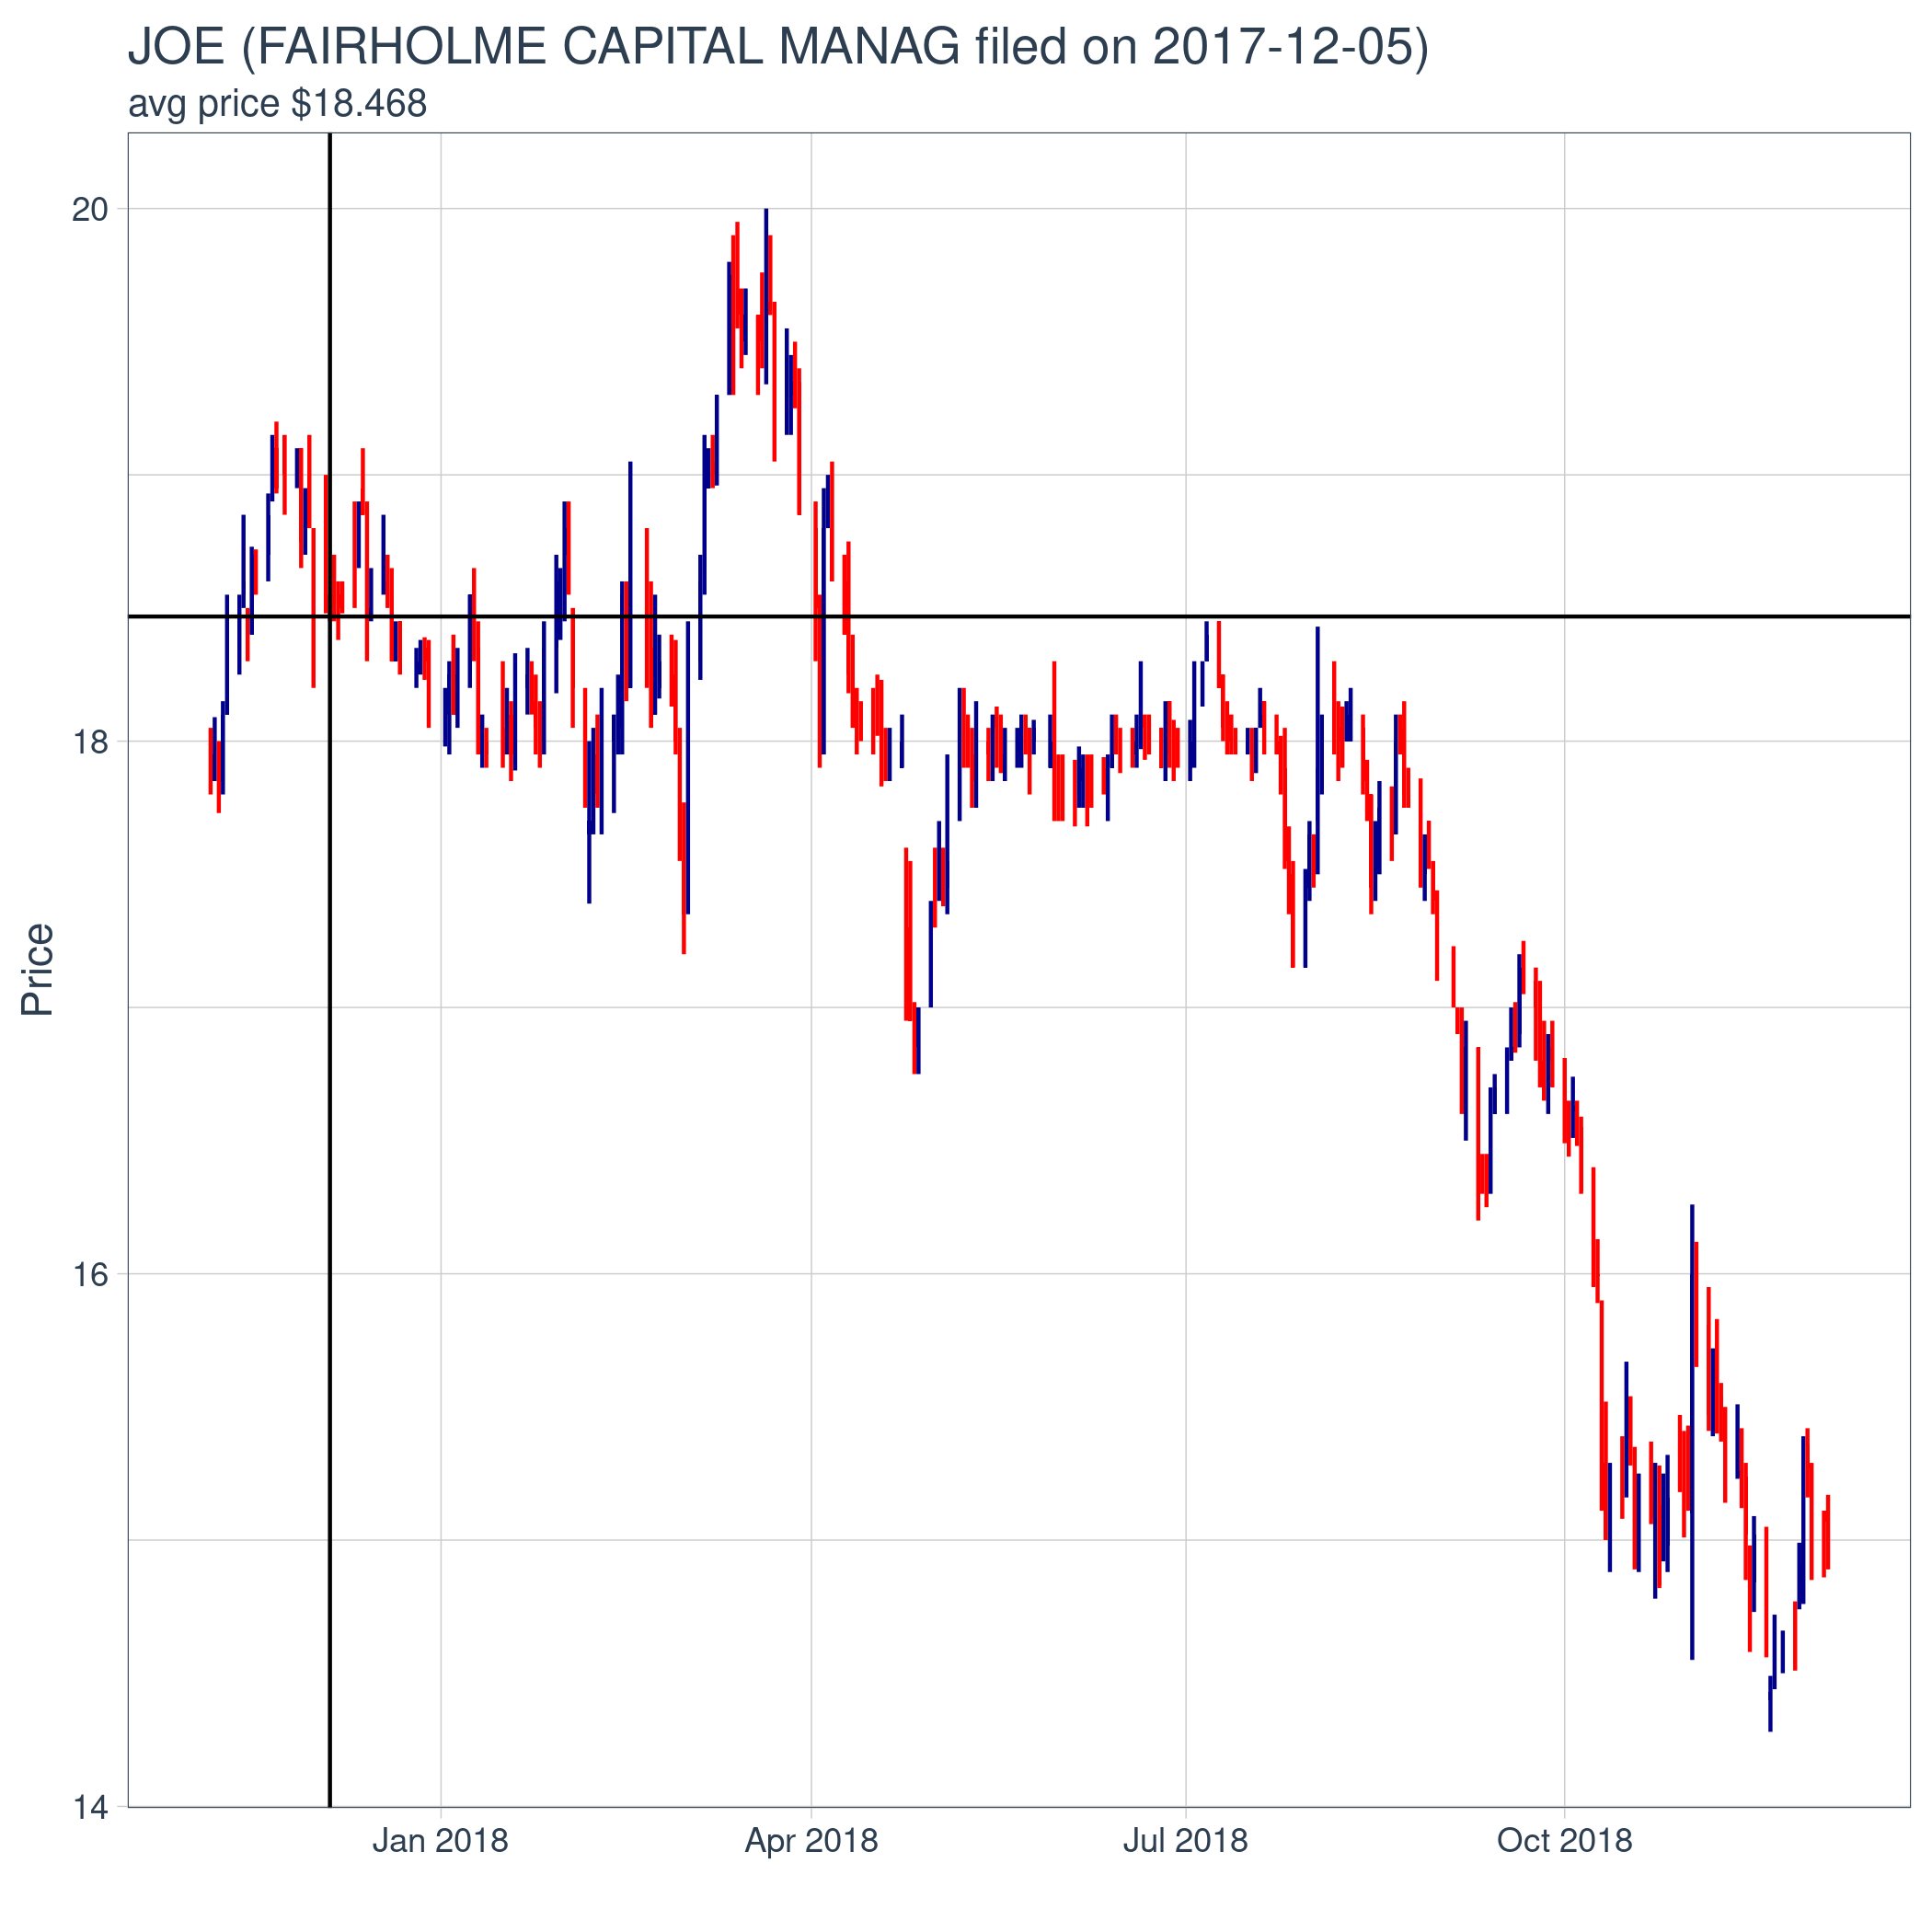 JOE (FAIRHOLME CAPITAL MANAG filed on 2017-12-05)
avg price $18.468
20
18
16
14
Price
Jan 2018
Apr 2018
Jul 2018
Oct 2018